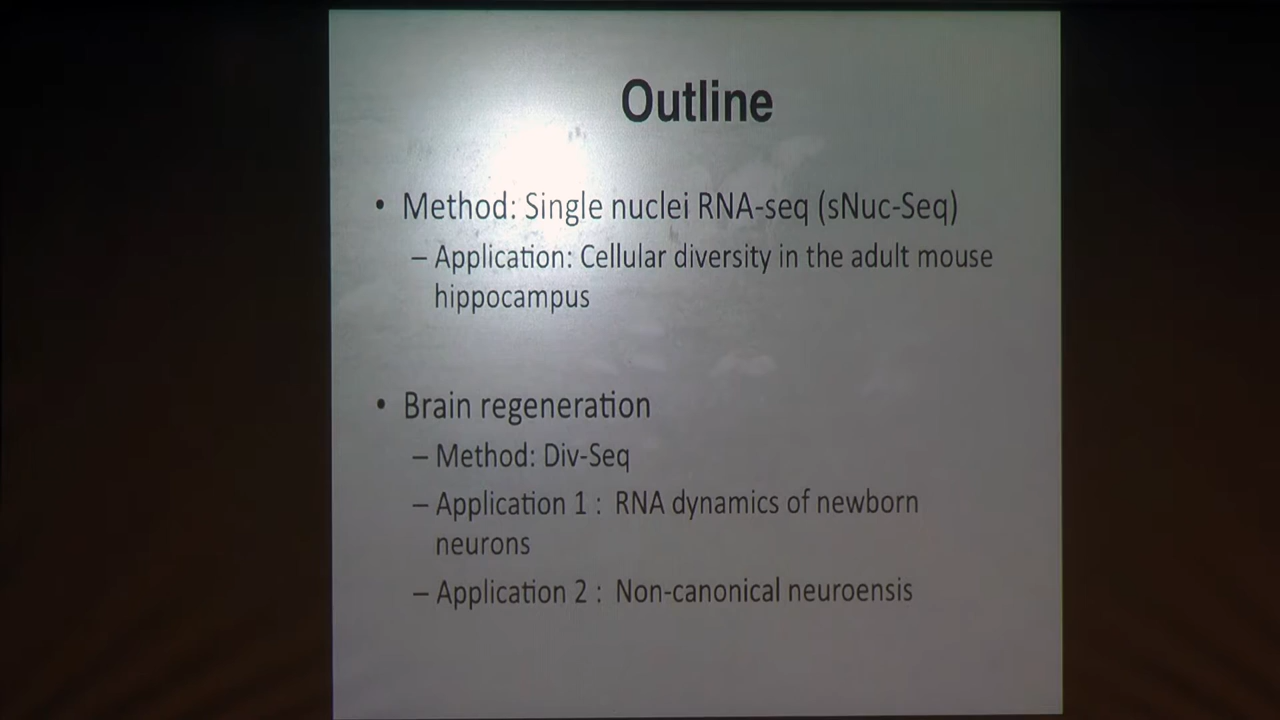 Outline
• Method: Single nuclei RNA-seq (sNuc-Seq)
– Application: Cellular diversity in the adult mouse
hippocampus
• Brain regeneration
– Method: Div-Seq
– Application 1 : RNA dynamics of newborn
neurons
– Application 2 : Non-canonical neuroensis